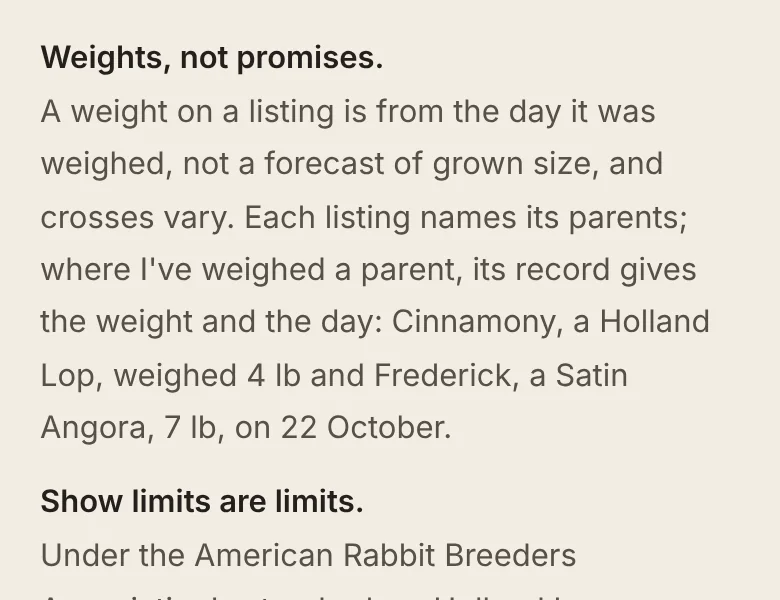 Weights, not promises.
A weight on a listing is from the day it was
weighed, not a forecast of grown size, and
crosses vary. Each listing names its parents;
where I've weighed a parent, its record gives
the weight and the day: Cinnamony, a Holland
Lop, weighed 4 lb and Frederick, a Satin
Angora, 7 lb, on 22 October.
Show limits are limits.
Under the American Rabbit Breeders